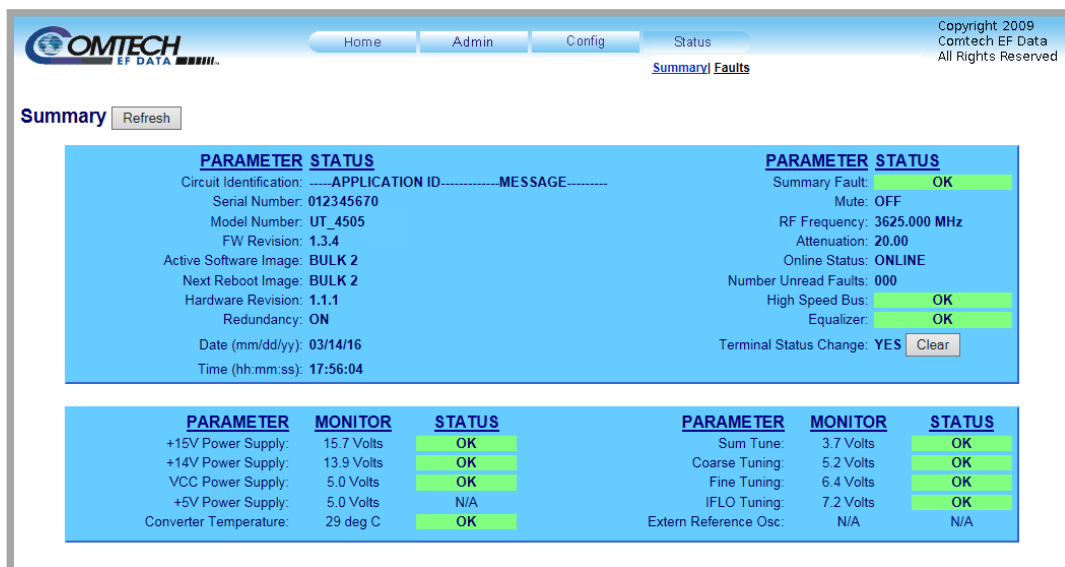 COMTECH
EF DATA
Home Admin Config Status
Summary| Faults
Copyright 2009
Comtech EF Data
All Rights Reserved
Summary Refresh
PARAMETER STATUS
Circuit Identification: -----APPLICATION ID-------------MESSAGE---------
Serial Number: 012345670
Model Number: UT_4505
FW Revision: 1.3.4
Active Software Image: BULK 2
Next Reboot Image: BULK 2
Hardware Revision: 1.1.1
Redundancy: ON
Date (mm/dd/yy): 03/14/16
Time (hh:mm:ss): 17:56:04
PARAMETER STATUS
Summary Fault: OK
Mute: OFF
RF Frequency: 3625.000 MHz
Attenuation: 20.00
Online Status: ONLINE
Number Unread Faults: 000
High Speed Bus: OK
Equalizer: OK
Terminal Status Change: YES Clear
PARAMETER MONITOR STATUS
+15V Power Supply: 15.7 Volts OK
+14V Power Supply: 13.9 Volts OK
VCC Power Supply: 5.0 Volts OK
+5V Power Supply: 5.0 Volts N/A
Converter Temperature: 29 deg C OK
PARAMETER MONITOR STATUS
Sum Tune: 3.7 Volts OK
Coarse Tuning: 5.2 Volts OK
Fine Tuning: 6.4 Volts OK
IFLO Tuning: 7.2 Volts OK
Extern Reference Osc: N/A N/A